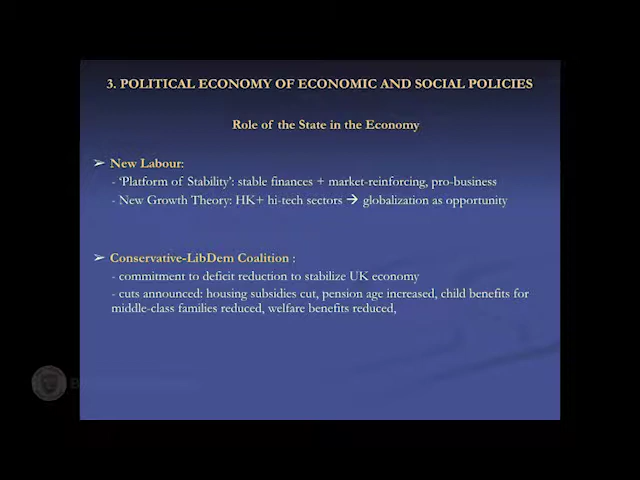 3. POLITICAL ECONOMY OF ECONOMIC AND SOCIAL POLICIES
Role of the State in the Economy
➢ New Labour:
- ‘Platform of Stability’: stable finances + market-reinforcing, pro-business
- New Growth Theory: HK+ hi-tech sectors → globalization as opportunity
➢ Conservative-LibDem Coalition :
- commitment to deficit reduction to stabilize UK economy
- cuts announced: housing subsidies cut, pension age increased, child benefits for
middle-class families reduced, welfare benefits reduced,